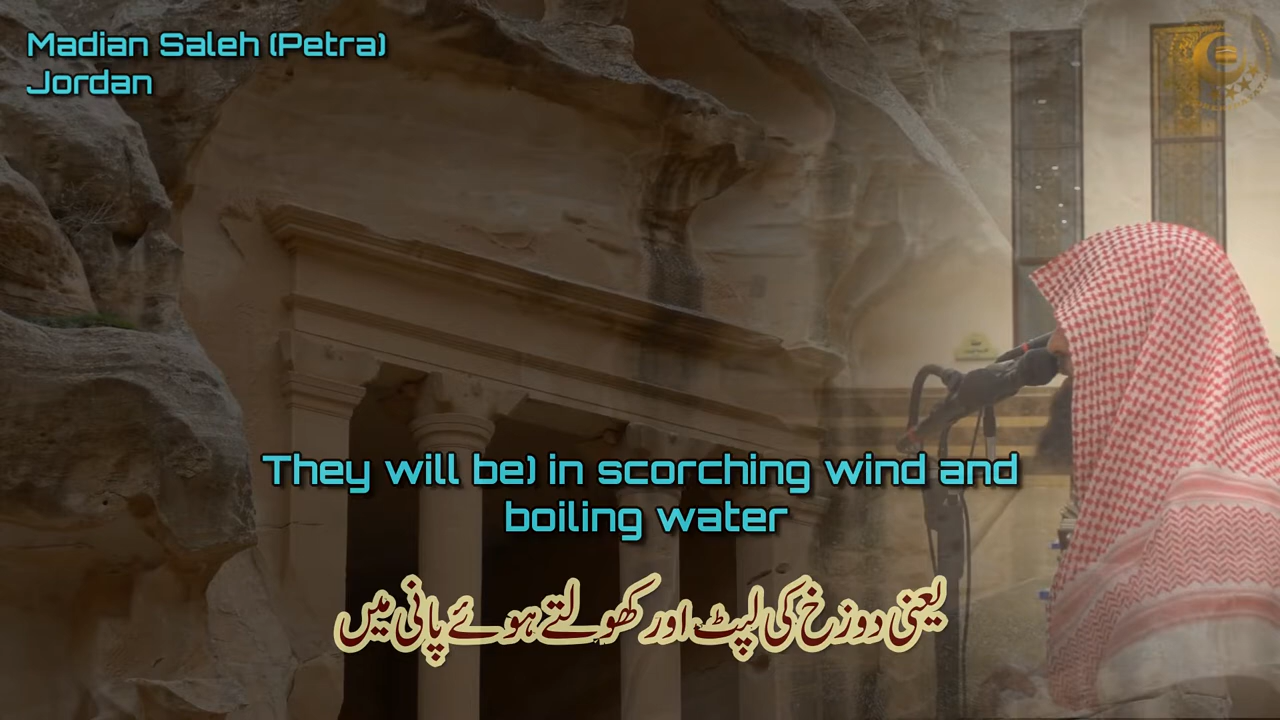 Madian Saleh (Petra)
Jordan
They will be) in scorching wind and
boiling water
یعنی دوزخ کی لپٹ اور کھولتے ہوئے پانی میں